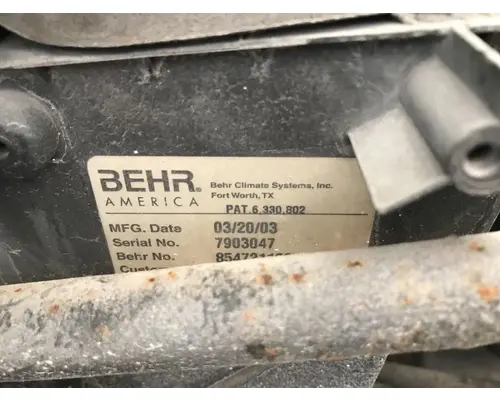 BEHR®
AMERICA
Behr Climate Systems, Inc.
Fort Worth, TX
PAT. 6,330,802
MFG. Date 03/20/03
Serial No. 7903047
Behr No.